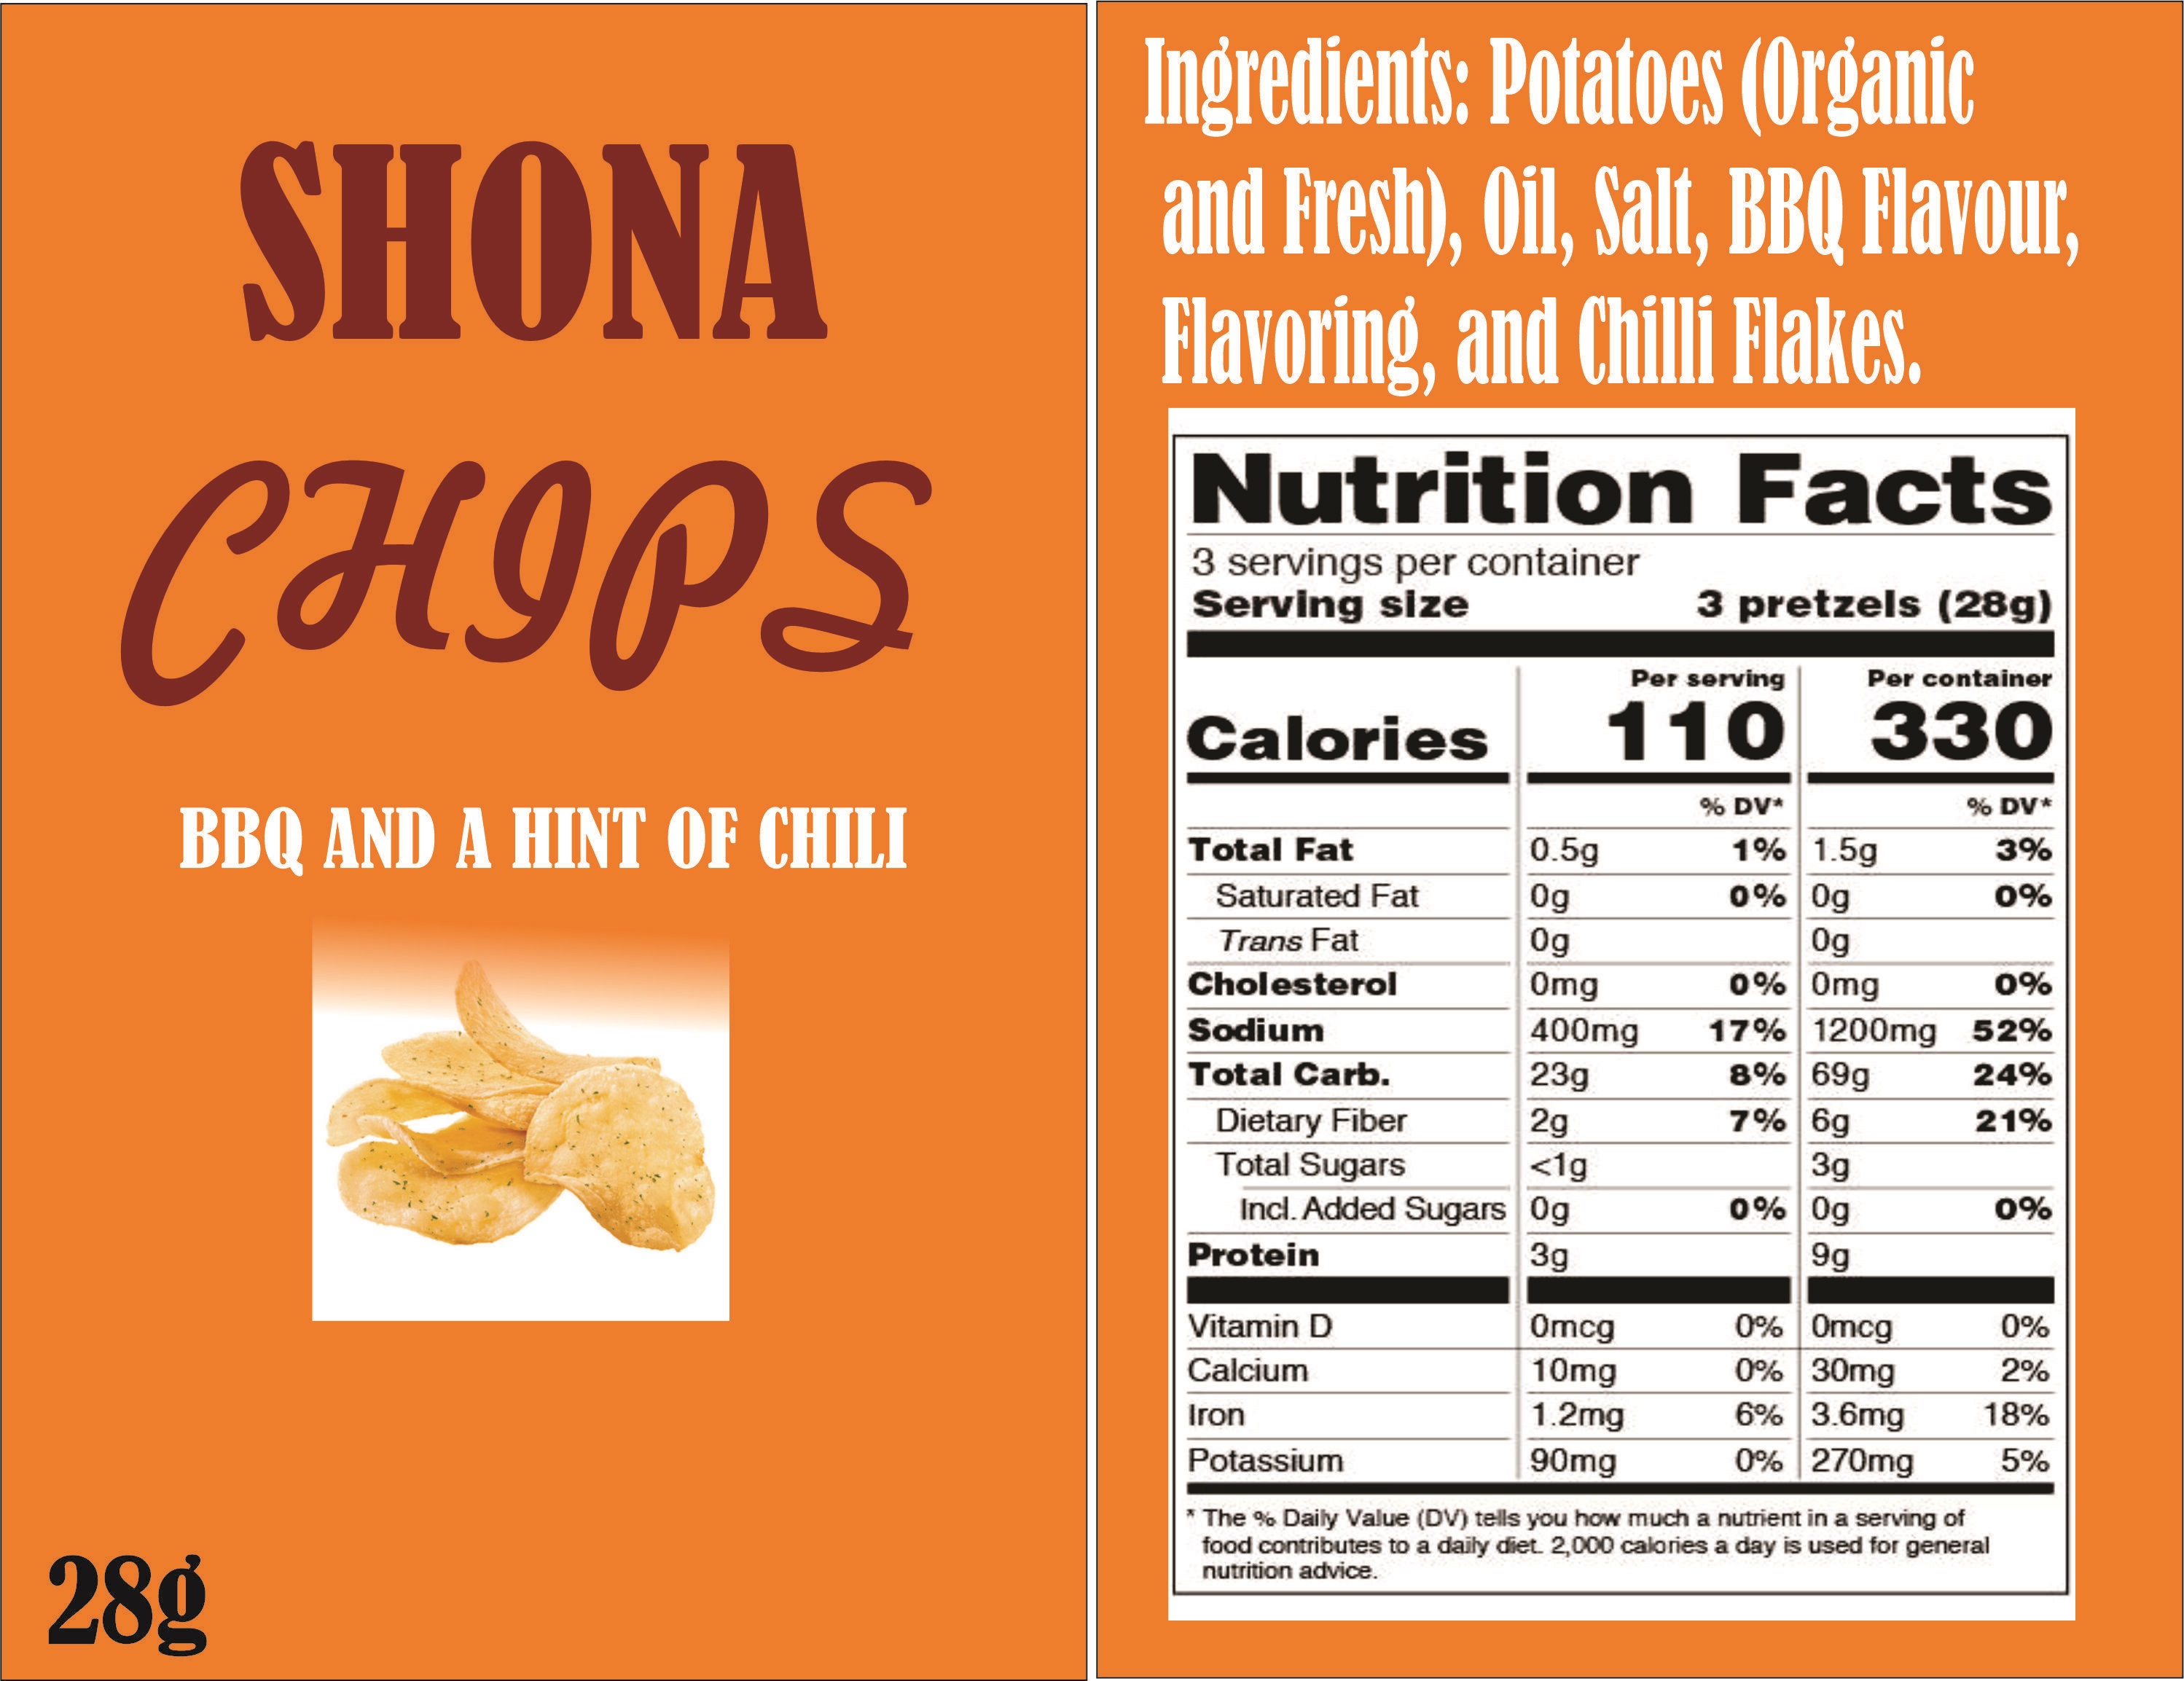 SHONA
CHIPS
BBQ AND A HINT OF CHILI
28g
Ingredients: Potatoes (Organic
and Fresh), Oil, Salt, BBQ Flavour,
Flavoring, and Chilli Flakes.
Nutrition Facts
3 servings per container
Serving size 3 pretzels (28g)
Per serving Per container
Calories 110 330
% DV* % DV*
Total Fat 0.5g 1% 1.5g 3%
Saturated Fat 0g 0% 0g 0%
Trans Fat 0g 0g
Cholesterol 0mg 0% 0mg 0%
Sodium 400mg 17% 1200mg 52%
Total Carb. 23g 8% 69g 24%
Dietary Fiber 2g 7% 6g 21%
Total Sugars <1g 3g
Incl. Added Sugars 0g 0% 0g 0%
Protein 3g 9g
Vitamin D 0mcg 0% 0mcg 0%
Calcium 10mg 0% 30mg 2%
Iron 1.2mg 6% 3.6mg 18%
Potassium 90mg 0% 270mg 5%
* The % Daily Value (DV) tells you how much a nutrient in a serving of
food contributes to a daily diet. 2,000 calories a day is used for general
nutrition advice.